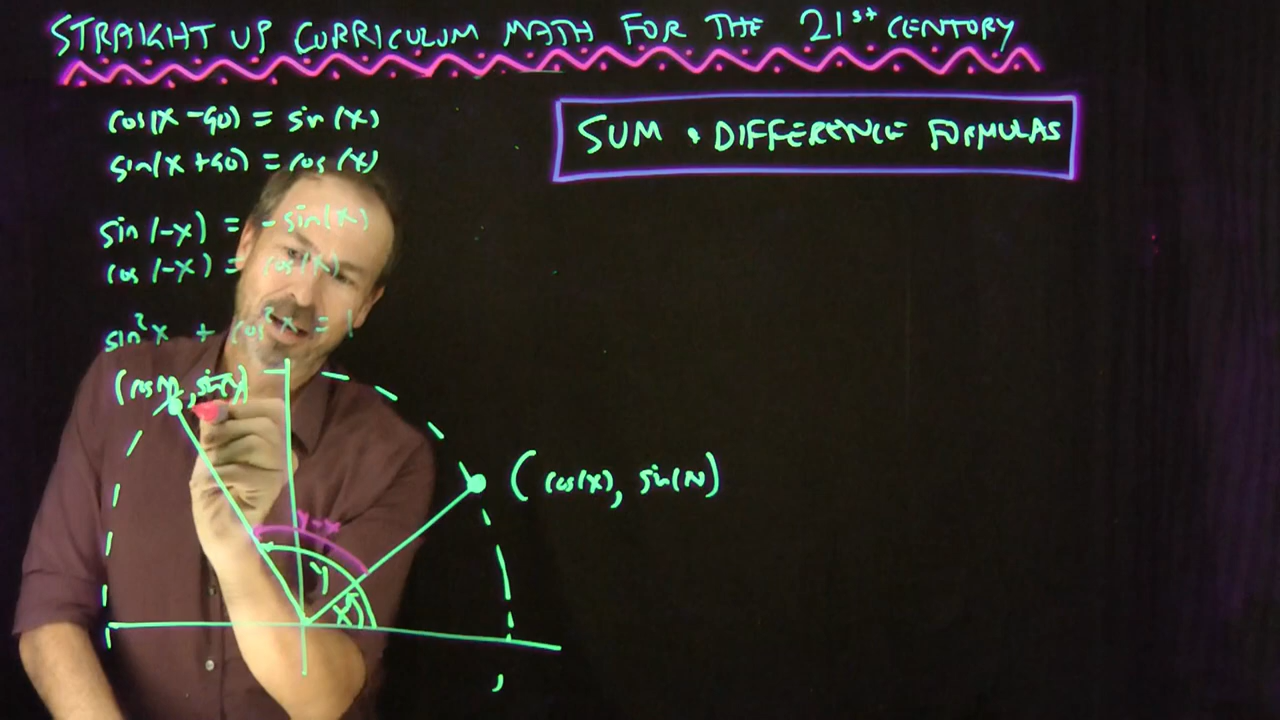 STRAIGHT UP CURRICULUM MATH FOR THE 21st CENTURY
SUM + DIFFERENCE FORMULAS
cos(x-90) = sin(x)
sin(x+90) = cos(x)
sin(-x) = -sin(x)
cos(-x) = cos(x)
sin²x + cos²x = 1
(cos(x), sin(x))
y-x
y
x